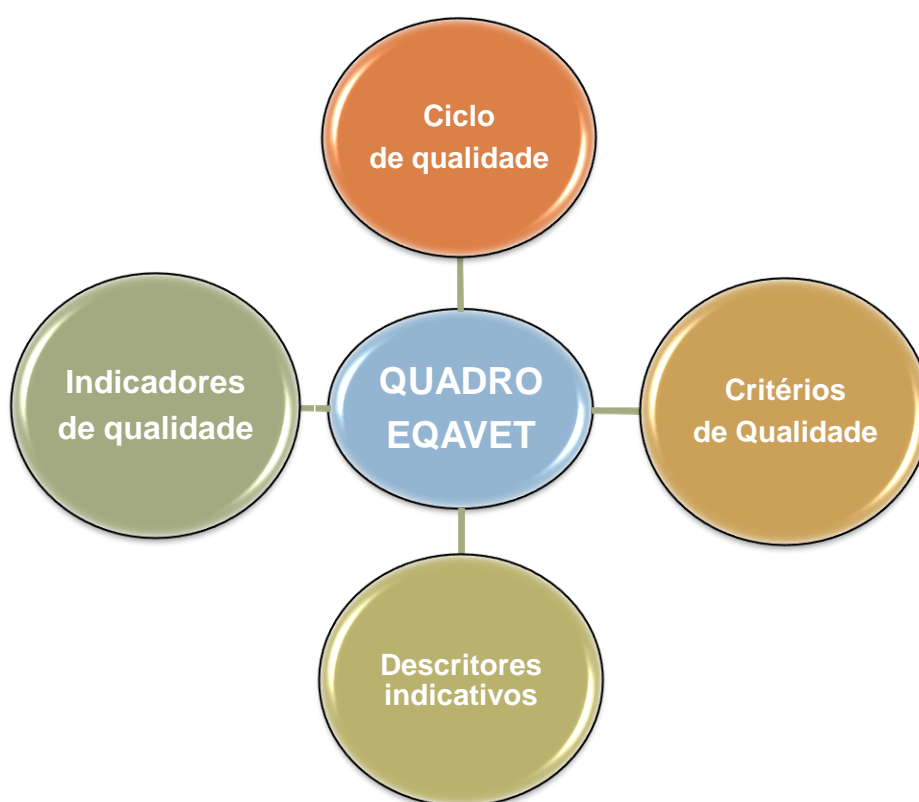 Ciclo
de qualidade
Indicadores
de qualidade
QUADRO
EQAVET
Critérios
de Qualidade
Descritores
indicativos